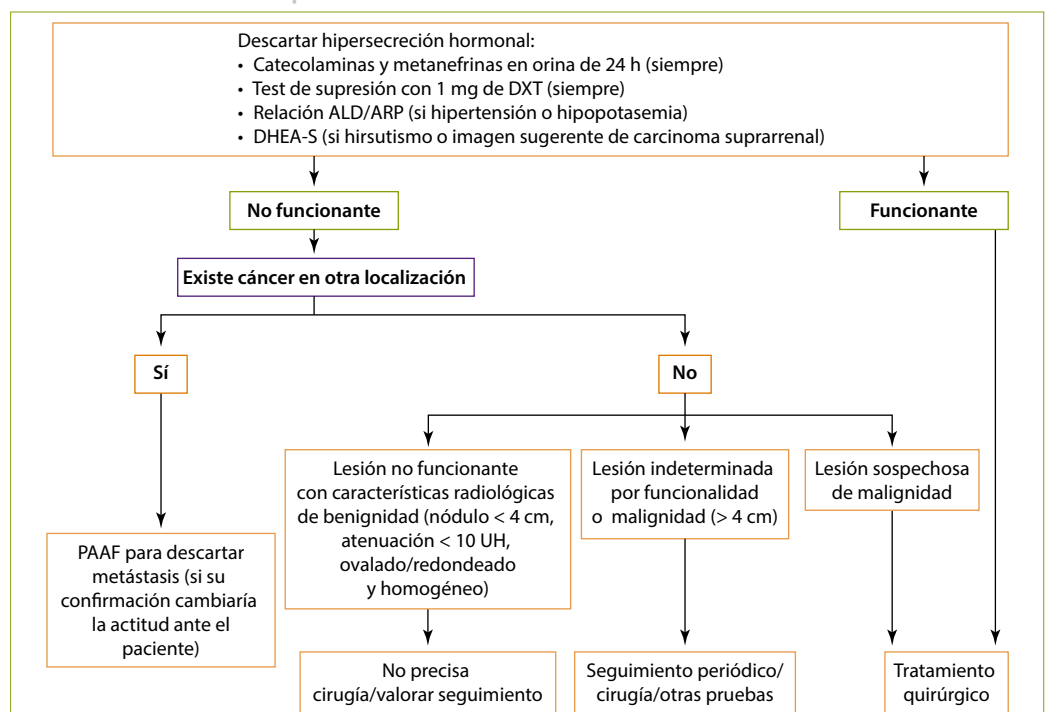 Descartar hipersecreción hormonal:
• Catecolaminas y metanefrinas en orina de 24 h (siempre)
• Test de supresión con 1 mg de DXT (siempre)
• Relación ALD/ARP (si hipertensión o hipopotasemia)
• DHEA-S (si hirsutismo o imagen sugerente de carcinoma suprarrenal)
No funcionante
Funcionante
Existe cáncer en otra localización
Sí
No
PAAF para descartar
metástasis (si su
confirmación cambiaría
la actitud ante el
paciente)
Lesión no funcionante
con características radiológicas
de benignidad (nódulo < 4 cm,
atenuación < 10 UH,
ovalado/redondeado
y homogéneo)
Lesión indeterminada
por funcionalidad
o malignidad (> 4 cm)
Lesión sospechosa
de malignidad
No precisa
cirugía/valorar seguimiento
Seguimiento periódico/
cirugía/otras pruebas
Tratamiento
quirúrgico